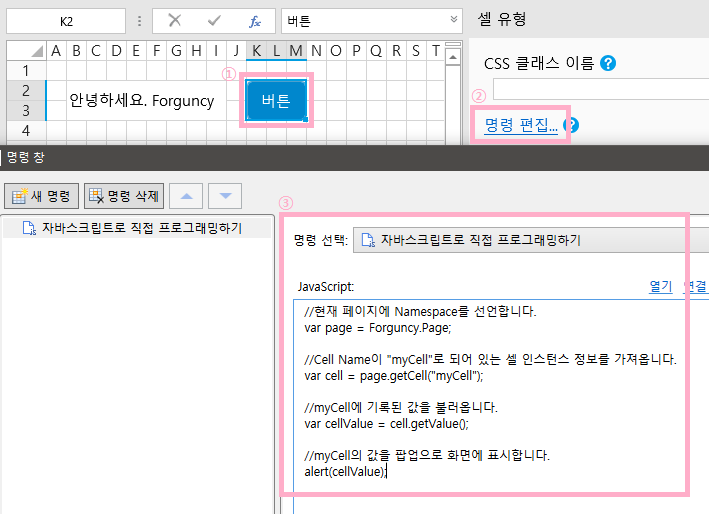 K2
버튼
셀 유형
A B C D E F G H I J K L M N O P Q R S T
CSS 클래스 이름 ?
1
①
2
안녕하세요. Forguncy
버튼
②
3
명령 편집... ?
4
명령 창
새 명령
명령 삭제
③
자바스크립트로 직접 프로그래밍하기
명령 선택: 자바스크립트로 직접 프로그래밍하기
JavaScript: 열기 연결
//현재 페이지에 Namespace를 선언합니다.
var page = Forguncy.Page;
//Cell Name이 "myCell"로 되어 있는 셀 인스턴스 정보를 가져옵니다.
var cell = page.getCell("myCell");
//myCell에 기록된 값을 불러옵니다.
var cellValue = cell.getValue();
//myCell의 값을 팝업으로 화면에 표시합니다.
alert(cellValue);